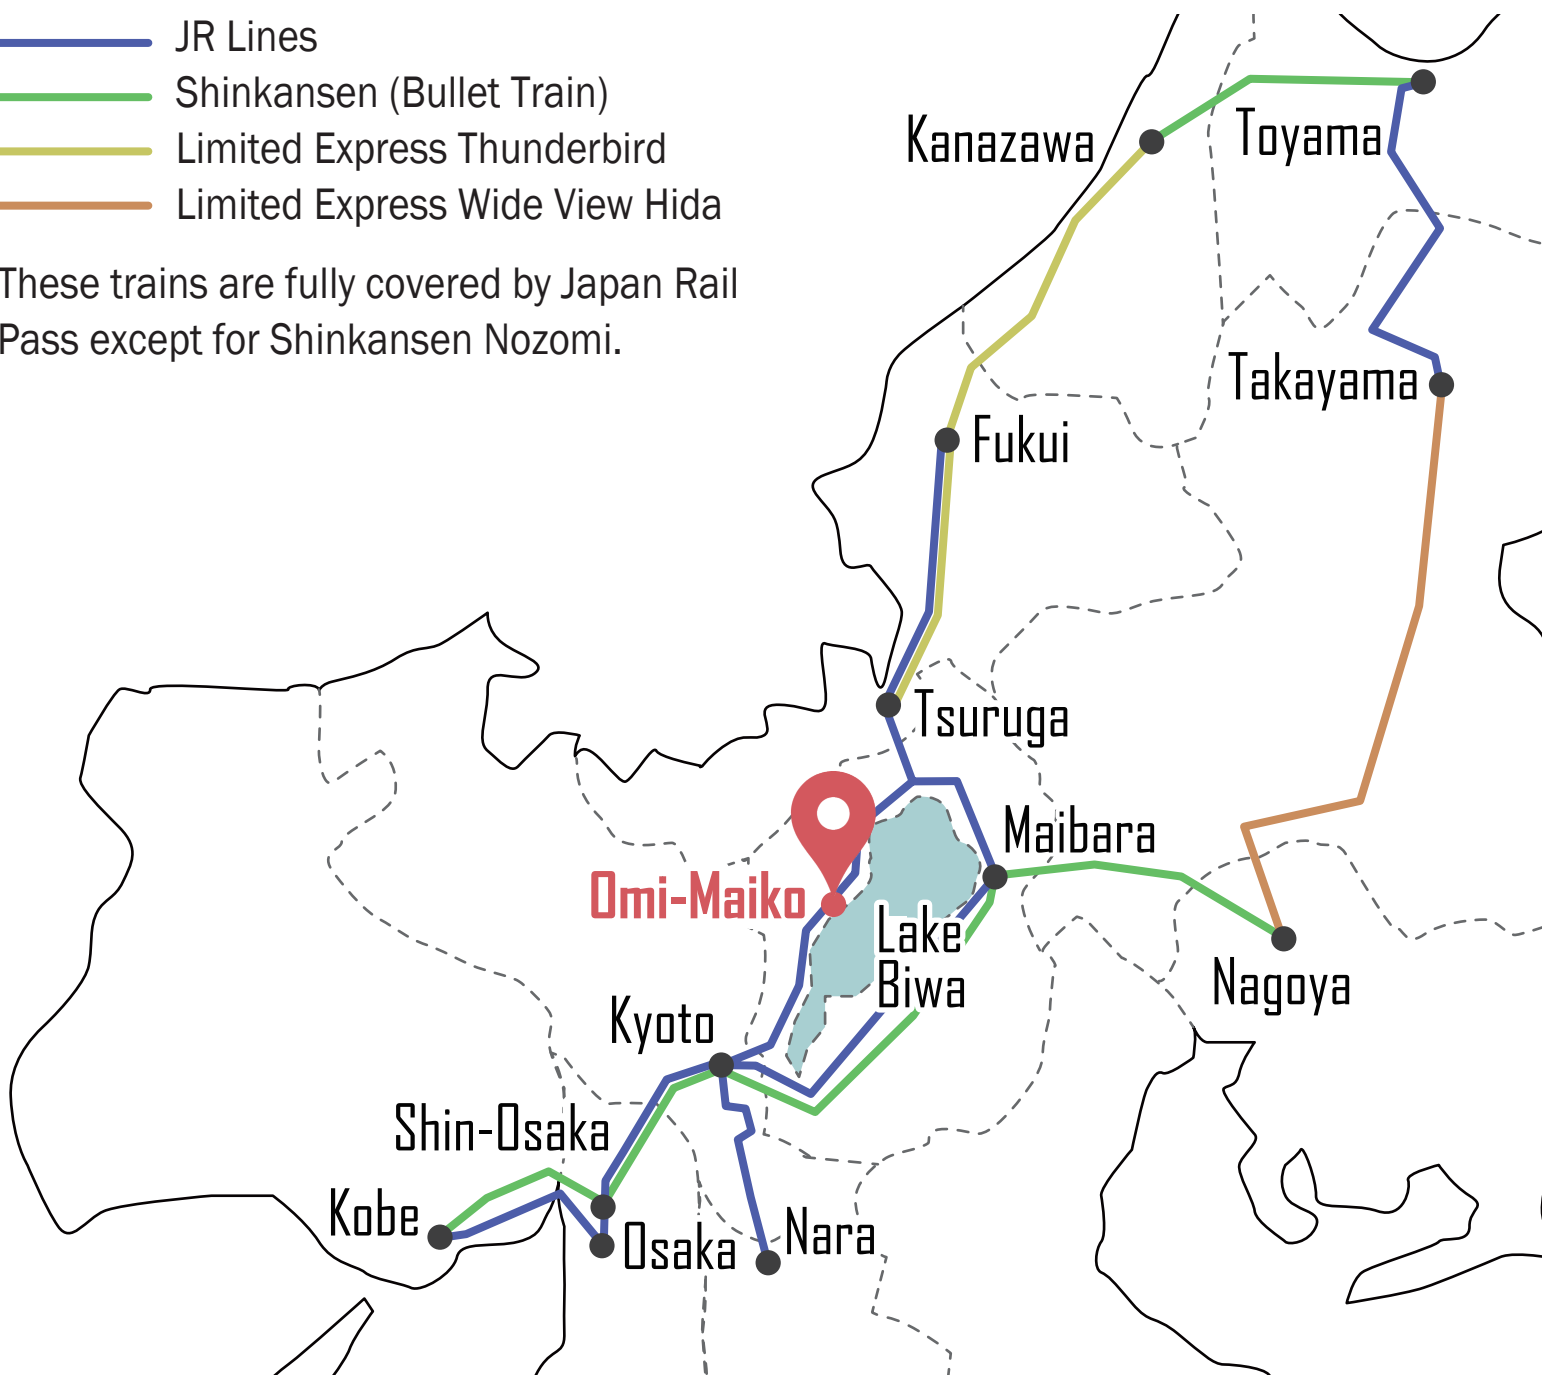 JR Lines
Shinkansen (Bullet Train)
Limited Express Thunderbird
Limited Express Wide View Hida
These trains are fully covered by Japan Rail
Pass except for Shinkansen Nozomi.
Kanazawa
Toyama
Takayama
Fukui
Tsuruga
Maibara
Omi-Maiko
Lake
Biwa
Nagoya
Kyoto
Shin-Osaka
Kobe
Osaka
Nara